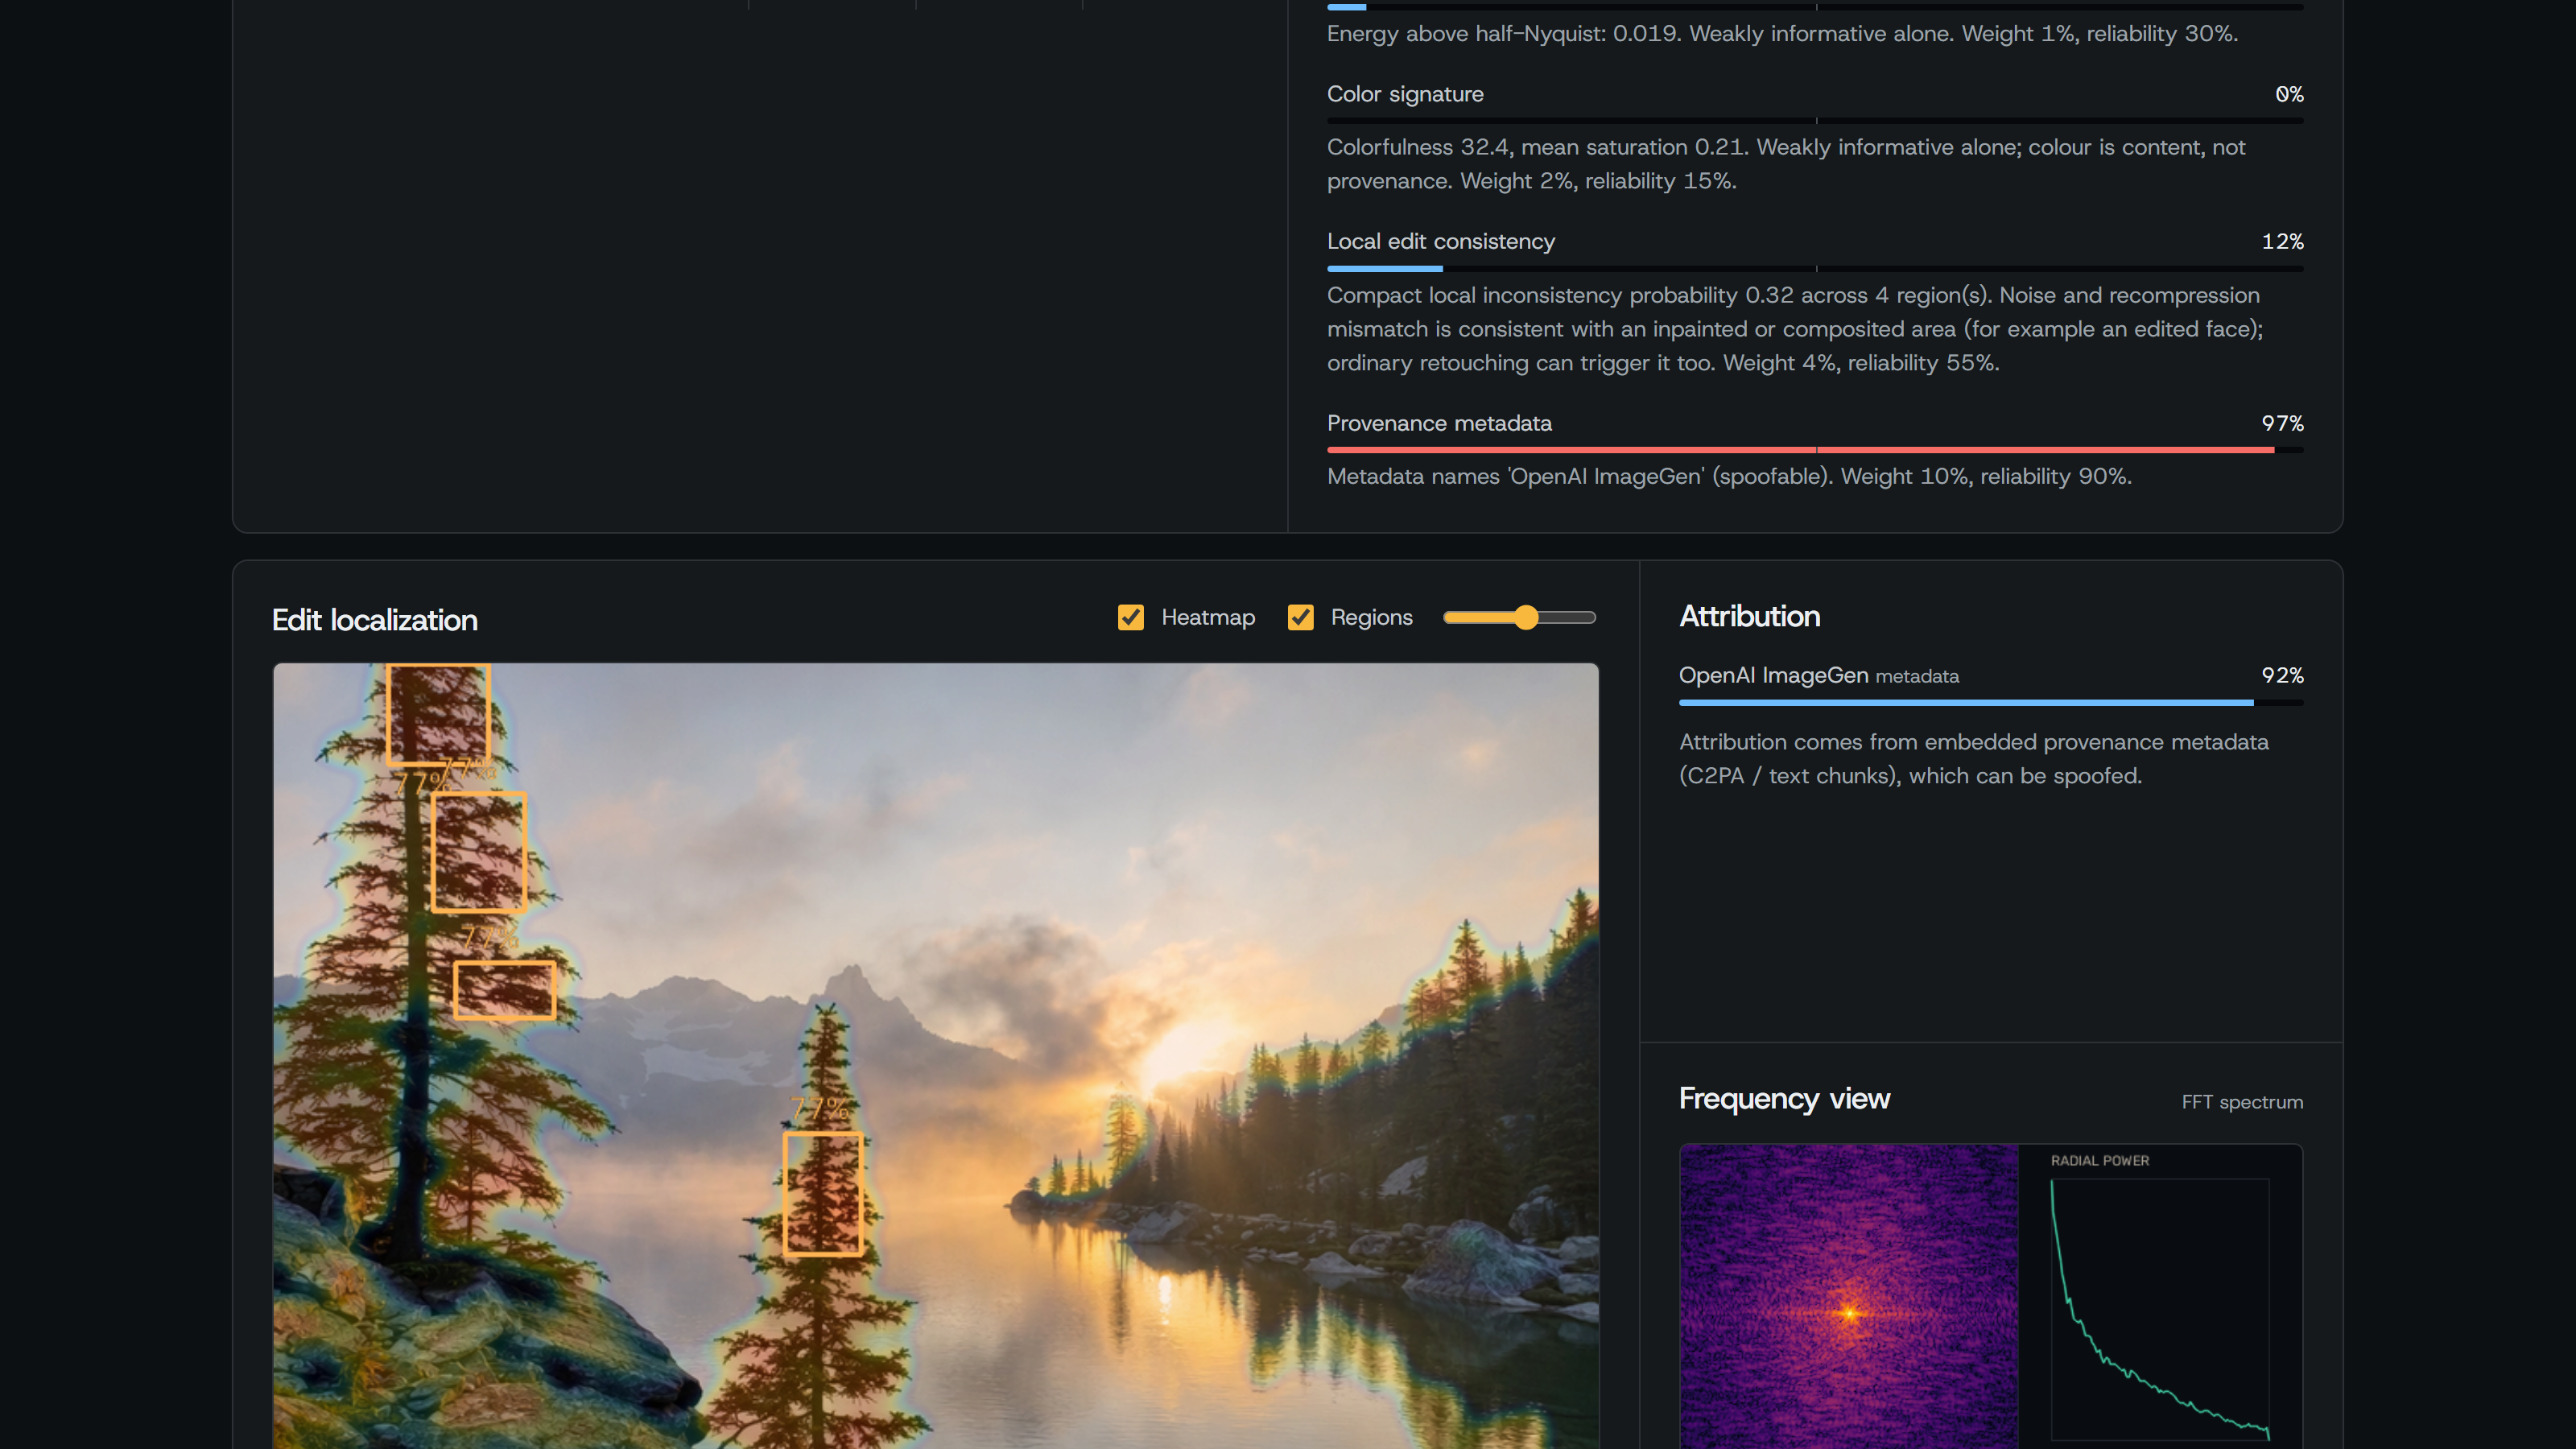 Energy above half-Nyquist: 0.019. Weakly informative alone. Weight 1%, reliability 30%.
Color signature 0%
Colorfulness 32.4, mean saturation 0.21. Weakly informative alone; colour is content, not
provenance. Weight 2%, reliability 15%.
Local edit consistency 12%
Compact local inconsistency probability 0.32 across 4 region(s). Noise and recompression
mismatch is consistent with an inpainted or composited area (for example an edited face);
ordinary retouching can trigger it too. Weight 4%, reliability 55%.
Provenance metadata 97%
Metadata names 'OpenAI ImageGen' (spoofable). Weight 10%, reliability 90%.
Edit localization
Heatmap
Regions
77%
77%
77%
77%
Attribution
OpenAI ImageGen metadata 92%
Attribution comes from embedded provenance metadata
(C2PA / text chunks), which can be spoofed.
Frequency view
FFT spectrum
RADIAL POWER